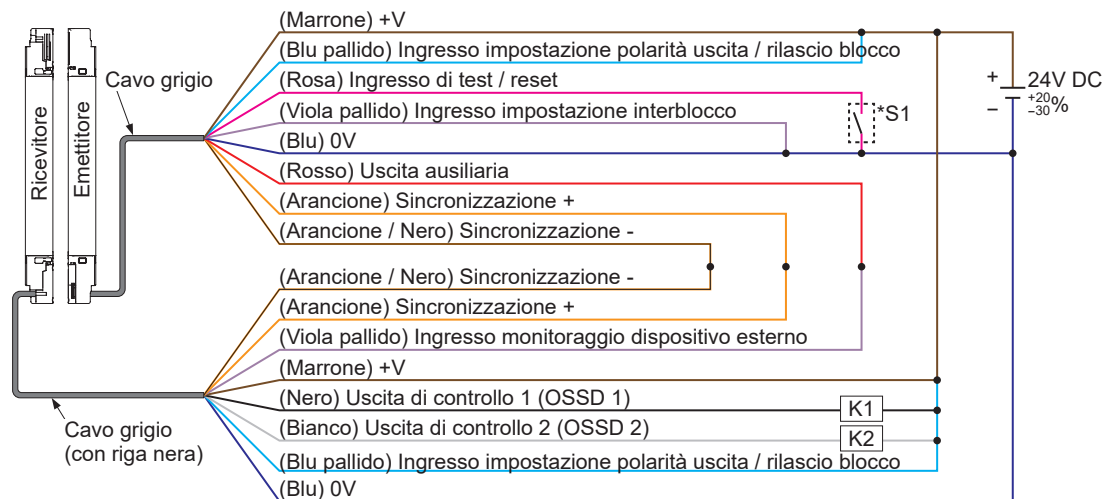 (Marrone) +V
(Blu pallido) Ingresso impostazione polarità uscita / rilascio blocco
Cavo grigio
(Rosa) Ingresso di test / reset
(Viola pallido) Ingresso impostazione interblocco
(Blu) 0V
(Rosso) Uscita ausiliaria
(Arancione) Sincronizzazione +
(Arancione / Nero) Sincronizzazione -
*S1
+
−
24V DC
+20
−30 %
Ricevitore
Emettitore
(Arancione / Nero) Sincronizzazione -
(Arancione) Sincronizzazione +
(Viola pallido) Ingresso monitoraggio dispositivo esterno
(Marrone) +V
(Nero) Uscita di controllo 1 (OSSD 1)
K1
(Bianco) Uscita di controllo 2 (OSSD 2)
K2
(Blu pallido) Ingresso impostazione polarità uscita / rilascio blocco
(Blu) 0V
Cavo grigio
(con riga nera)